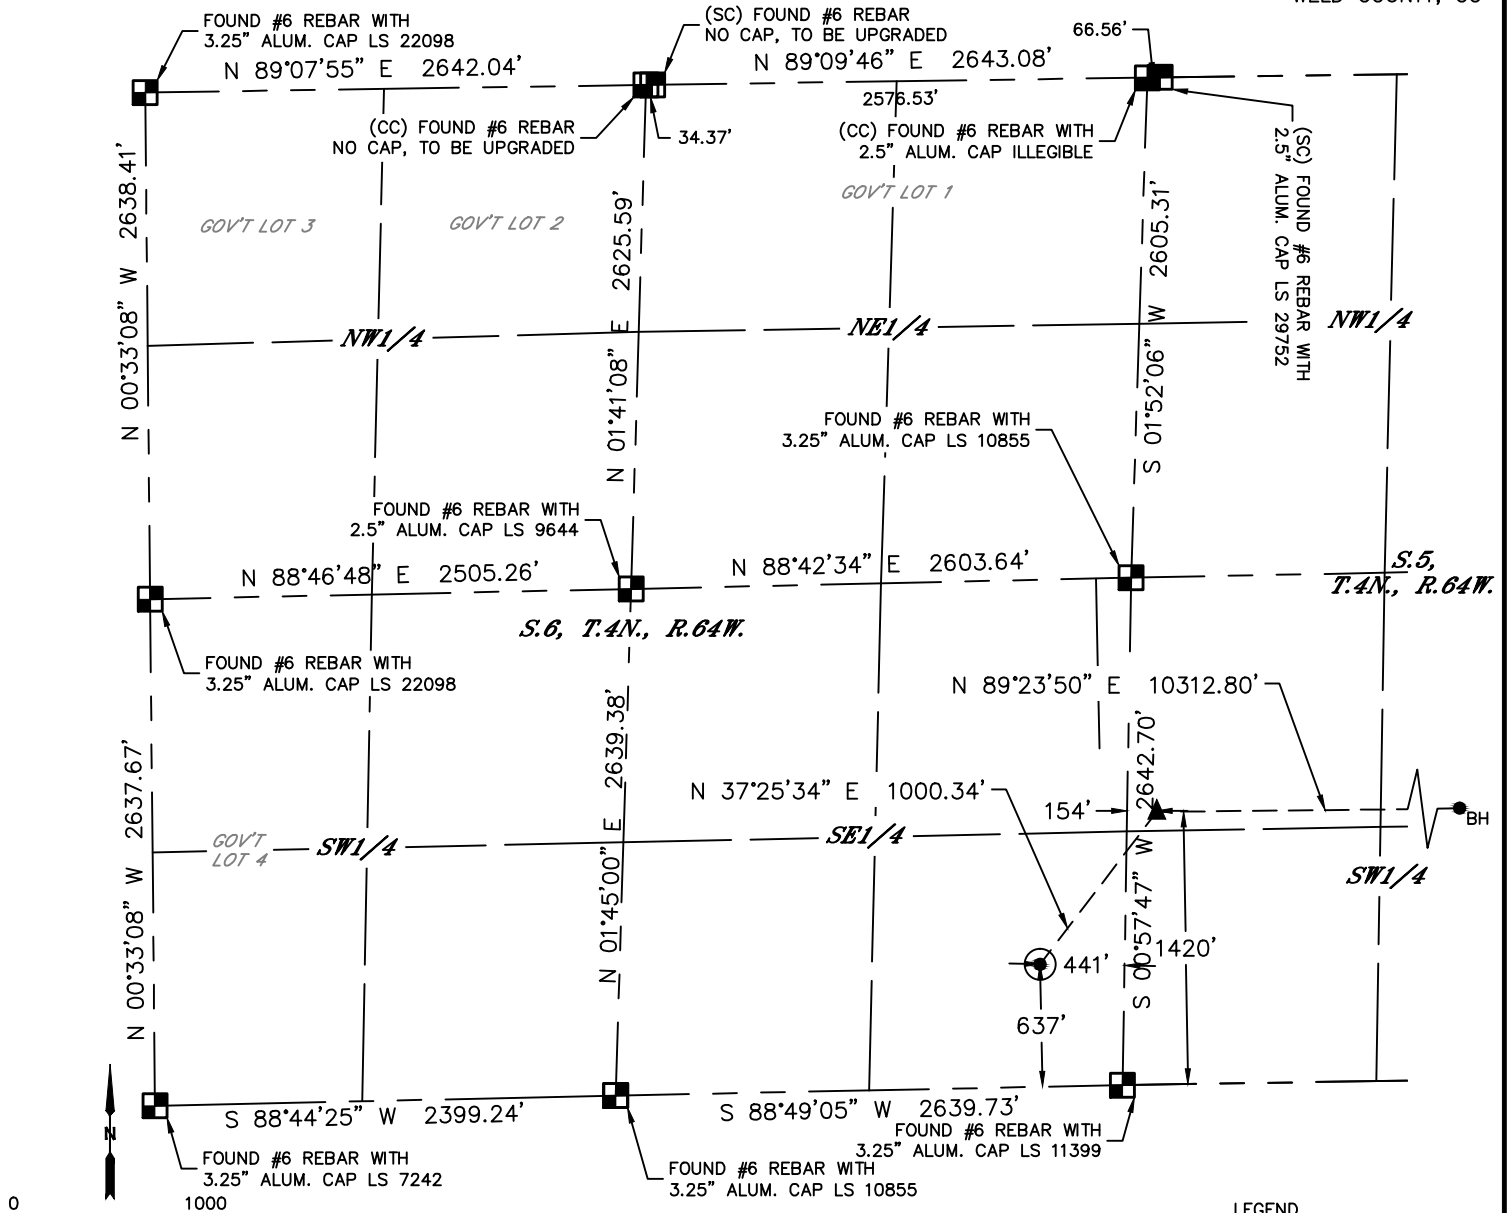 FOUND #6 REBAR WITH
3.25" ALUM. CAP LS 22098
(SC) FOUND #6 REBAR
NO CAP, TO BE UPGRADED
66.56'
N 89°07'55" E 2642.04'
N 89°09'46" E 2643.08'
2576.53'
(CC) FOUND #6 REBAR
NO CAP, TO BE UPGRADED
34.37'
(CC) FOUND #6 REBAR WITH
2.5" ALUM. CAP ILLEGIBLE
(SC) FOUND #6 REBAR WITH
2.5" ALUM. CAP LS 29752
N 00°33'08" W 2638.41'
GOV'T LOT 3
GOV'T LOT 2
N 01°41'08" E 2625.59'
GOV'T LOT 1
S 01°52'06" W 2605.31'
NW1/4
NE1/4
NW1/4
FOUND #6 REBAR WITH
3.25" ALUM. CAP LS 10855
FOUND #6 REBAR WITH
2.5" ALUM. CAP LS 9644
N 88°46'48" E 2505.26'
N 88°42'34" E 2603.64'
S.5,
T.4N., R.64W.
S.6, T.4N., R.64W.
FOUND #6 REBAR WITH
3.25" ALUM. CAP LS 22098
N 89°23'50" E 10312.80'
N 00°33'08" W 2637.67'
N 01°45'00" E 2639.38'
S 00°57'47" W 2642.70'
N 37°25'34" E 1000.34'
154'
BH
GOV'T
LOT 4
SW1/4
SE1/4
SW1/4
441'
1420'
637'
S 88°44'25" W 2399.24'
S 88°49'05" W 2639.73'
FOUND #6 REBAR WITH
3.25" ALUM. CAP LS 11399
N
FOUND #6 REBAR WITH
3.25" ALUM. CAP LS 7242
FOUND #6 REBAR WITH
3.25" ALUM. CAP LS 10855
0 1000
LEGEND